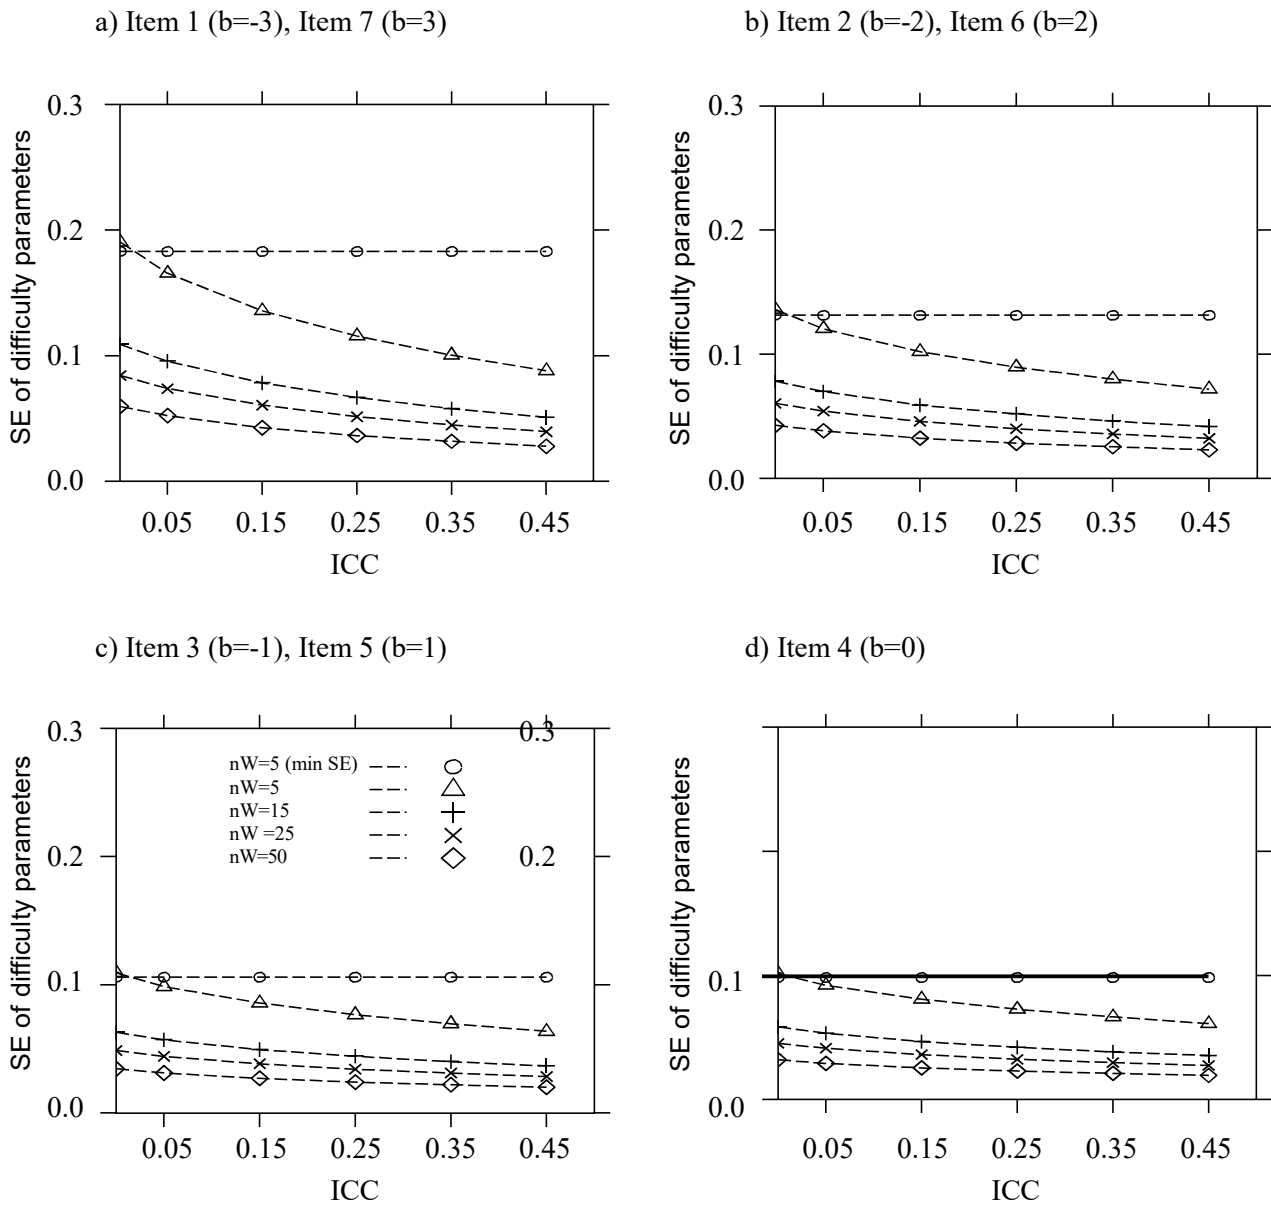 a) Item 1 (b=-3), Item 7 (b=3)
0.3
0.2
0.1
0.0
SE of difficulty parameters
0.05 0.15 0.25 0.35 0.45
ICC
b) Item 2 (b=-2), Item 6 (b=2)
0.3
0.2
0.1
0.0
SE of difficulty parameters
0.05 0.15 0.25 0.35 0.45
ICC
c) Item 3 (b=-1), Item 5 (b=1)
0.3
0.2
0.1
0.0
SE of difficulty parameters
nW=5 (min SE)
nW=5
nW=15
nW =25
nW=50
0.05 0.15 0.25 0.35 0.45
ICC
d) Item 4 (b=0)
0.3
0.2
0.1
0.0
SE of difficulty parameters
0.05 0.15 0.25 0.35 0.45
ICC